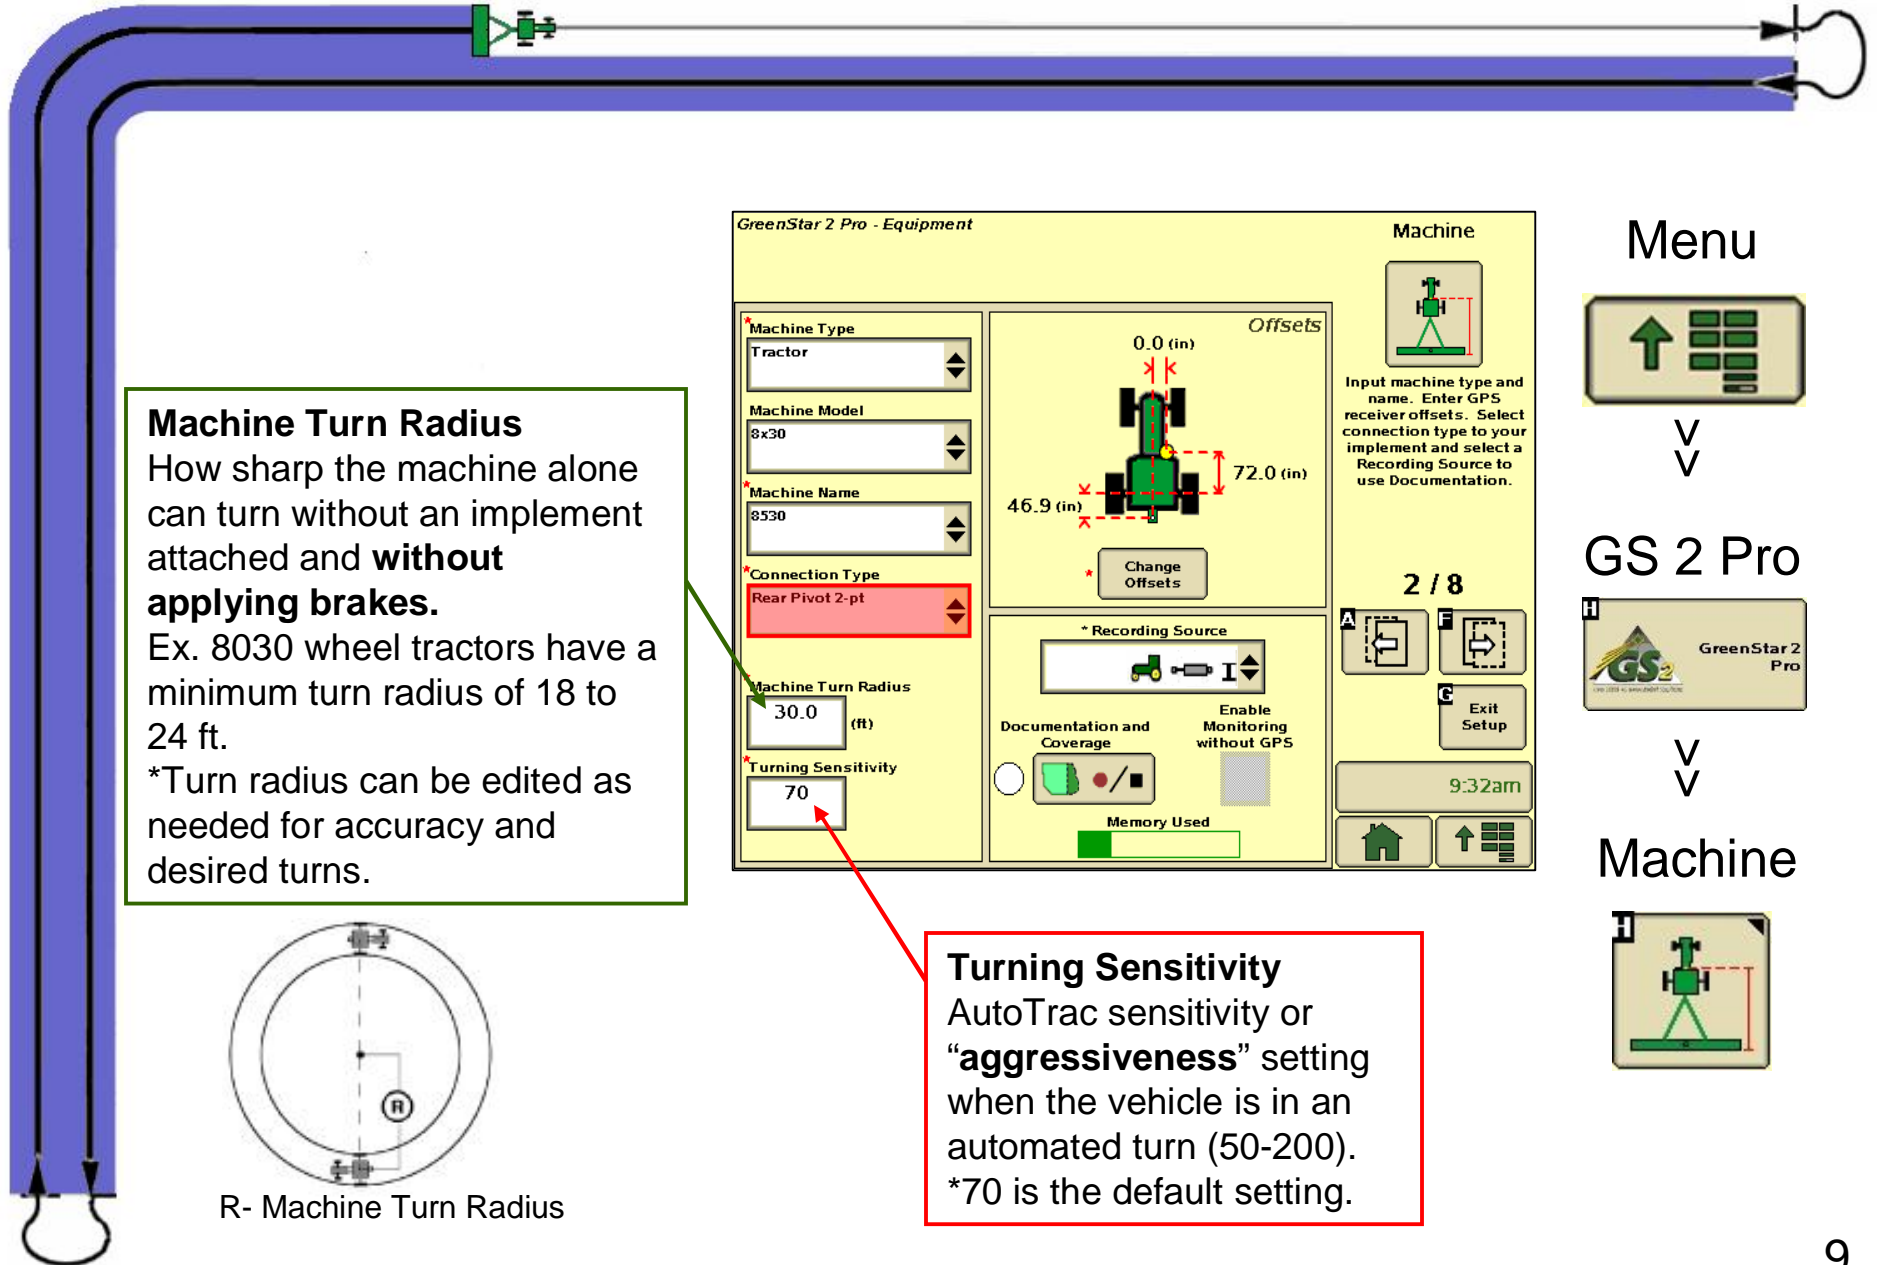 GreenStar 2 Pro - Equipment
Machine
*Machine Type
Tractor
Machine Model
8x30
*Machine Name
8530
*Connection Type
Rear Pivot 2-pt
*Machine Turn Radius
30.0
(ft)
*Turning Sensitivity
70
Offsets
0.0 (in)
72.0 (in)
46.9 (in)
* Change
Offsets
* Recording Source
Documentation and
Coverage
Enable
Monitoring
without GPS
Memory Used
Input machine type and
name. Enter GPS
receiver offsets. Select
connection type to your
implement and select a
Recording Source to
use Documentation.
2 / 8
A
F
G
Exit
Setup
9:32am
Menu
>>
GS 2 Pro
H
GS2
GreenStar 2
Pro
>>
Machine
H
Machine Turn Radius
How sharp the machine alone
can turn without an implement
attached and without
applying brakes.
Ex. 8030 wheel tractors have a
minimum turn radius of 18 to
24 ft.
*Turn radius can be edited as
needed for accuracy and
desired turns.
R
R- Machine Turn Radius
Turning Sensitivity
AutoTrac sensitivity or
“aggressiveness” setting
when the vehicle is in an
automated turn (50-200).
*70 is the default setting.
9